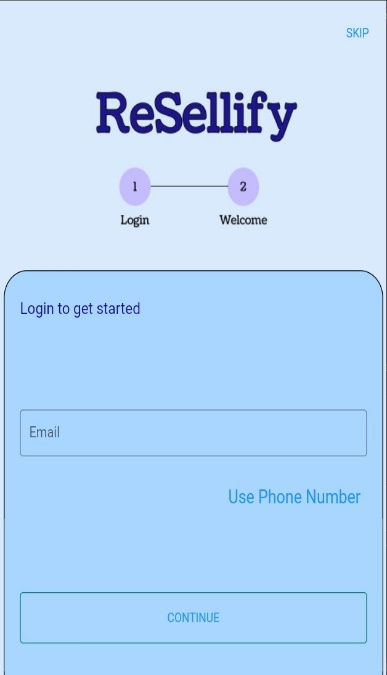 SKIP
ReSellify
1 2
Login Welcome
Login to get started
Email
Use Phone Number
CONTINUE